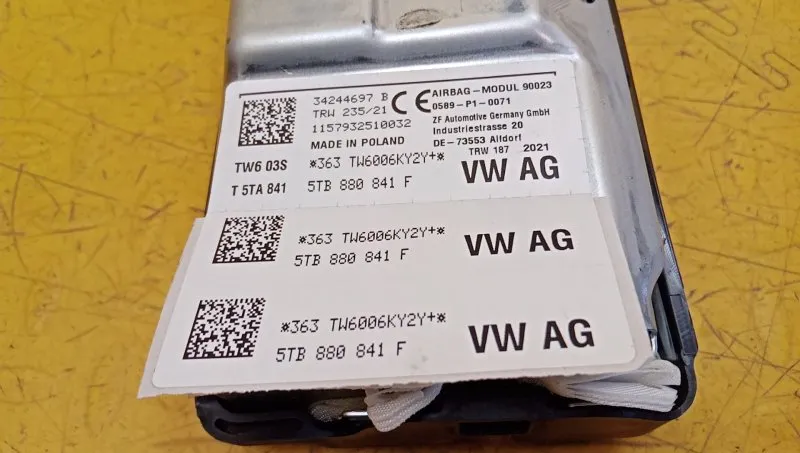 34244697 B
TRW 235/21
1157932510032
MADE IN POLAND
CE
AIRBAG-MODUL 90023
0589-P1-0071
ZF Automotive Germany GmbH
Industriestrasse 20
DE-73553 Alfdorf
TRW 187 2021
TW6 03S
*363 TW6006KY2Y+*
T 5TA 841
5TB 880 841 F
VW AG
*363 TW6006KY2Y+*
5TB 880 841 F
VW AG
*363 TW6006KY2Y+*
5TB 880 841 F
VW AG